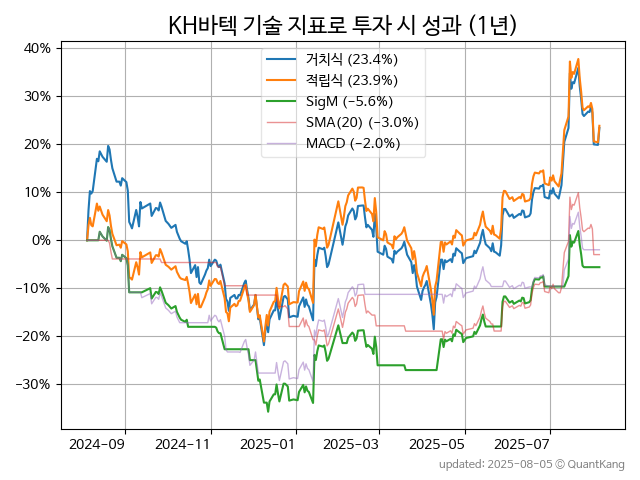 KH바텍 기술 지표로 투자 시 성과 (1년)
40%
30%
20%
10%
0%
−10%
−20%
−30%
거치식 (23.4%)
적립식 (23.9%)
SigM (−5.6%)
SMA(20) (−3.0%)
MACD (−2.0%)
2024−09
2024−11
2025−01
2025−03
2025−05
2025−07
updated: 2025-08-05 © QuantKang